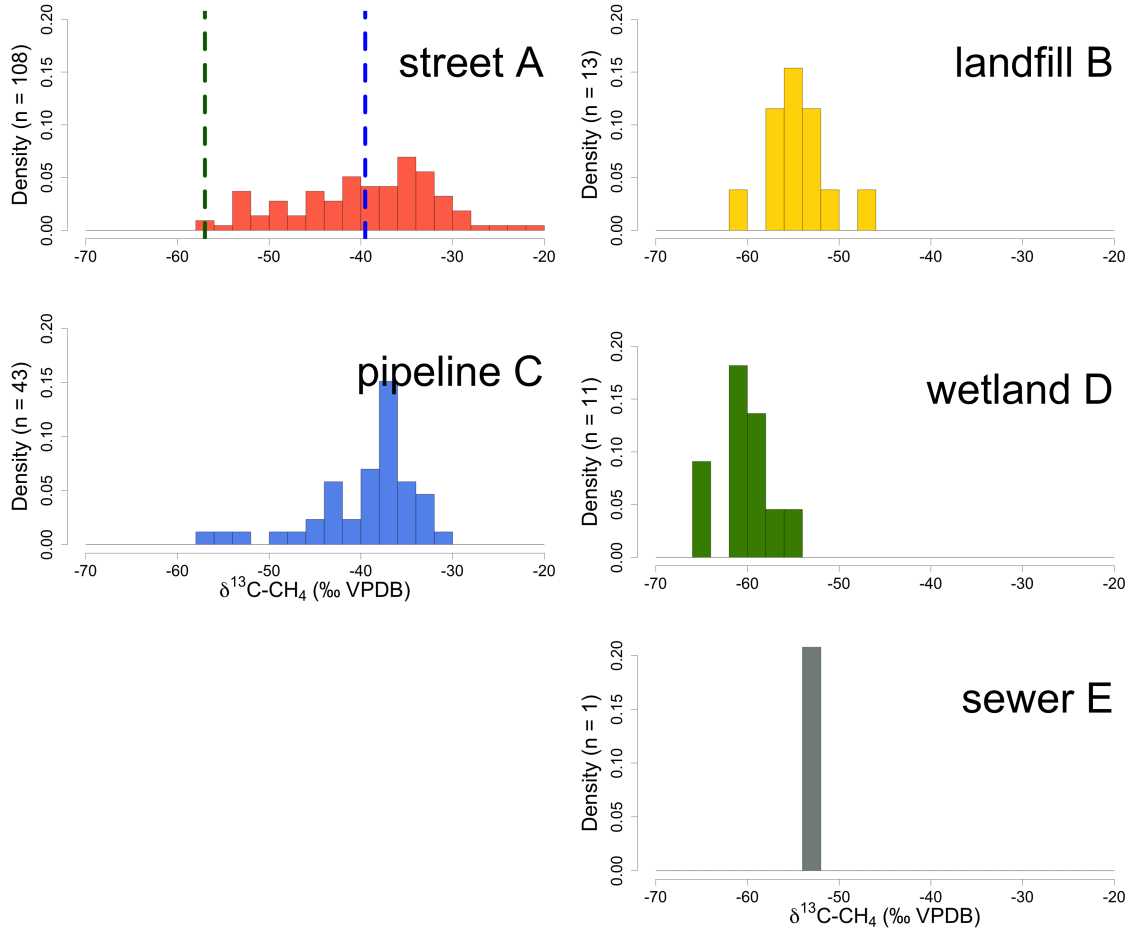 street A
Density (n = 108)
0.00 0.05 0.10 0.15 0.20
-70 -60 -50 -40 -30 -20
landfill B
Density (n = 13)
0.00 0.05 0.10 0.15 0.20
-70 -60 -50 -40 -30 -20
pipeline C
Density (n = 43)
0.00 0.05 0.10 0.15 0.20
-70 -60 -50 -40 -30 -20
δ¹³C-CH₄ (‰ VPDB)
wetland D
Density (n = 11)
0.00 0.05 0.10 0.15 0.20
-70 -60 -50 -40 -30 -20
sewer E
Density (n = 1)
0.00 0.05 0.10 0.15 0.20
-70 -60 -50 -40 -30 -20
δ¹³C-CH₄ (‰ VPDB)